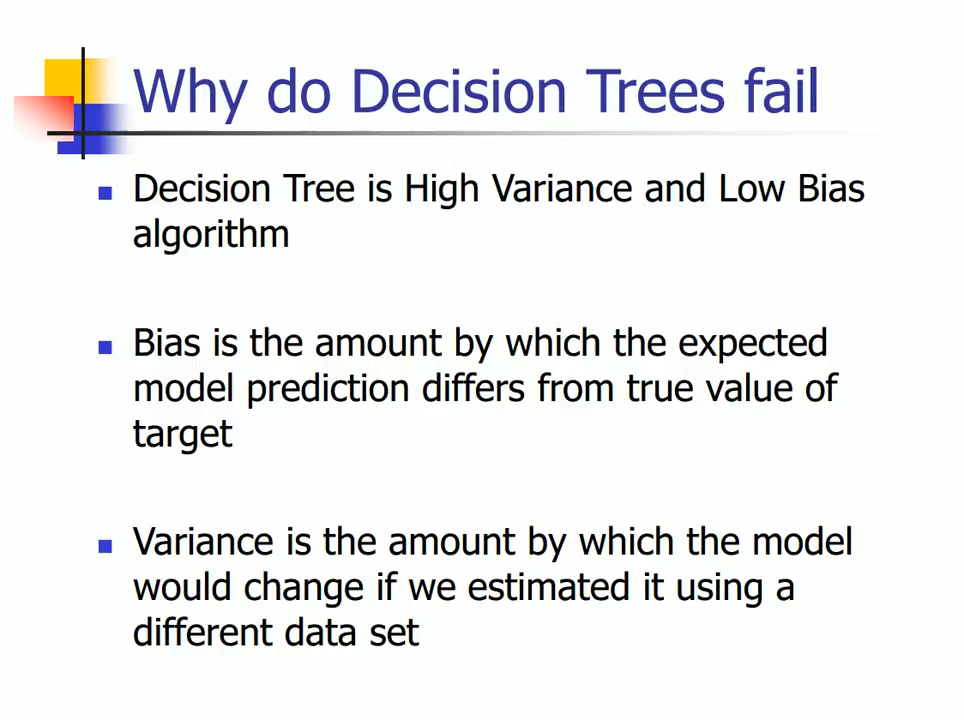 Why do Decision Trees fail
Decision Tree is High Variance and Low Bias
algorithm
Bias is the amount by which the expected
model prediction differs from true value of
target
Variance is the amount by which the model
would change if we estimated it using a
different data set